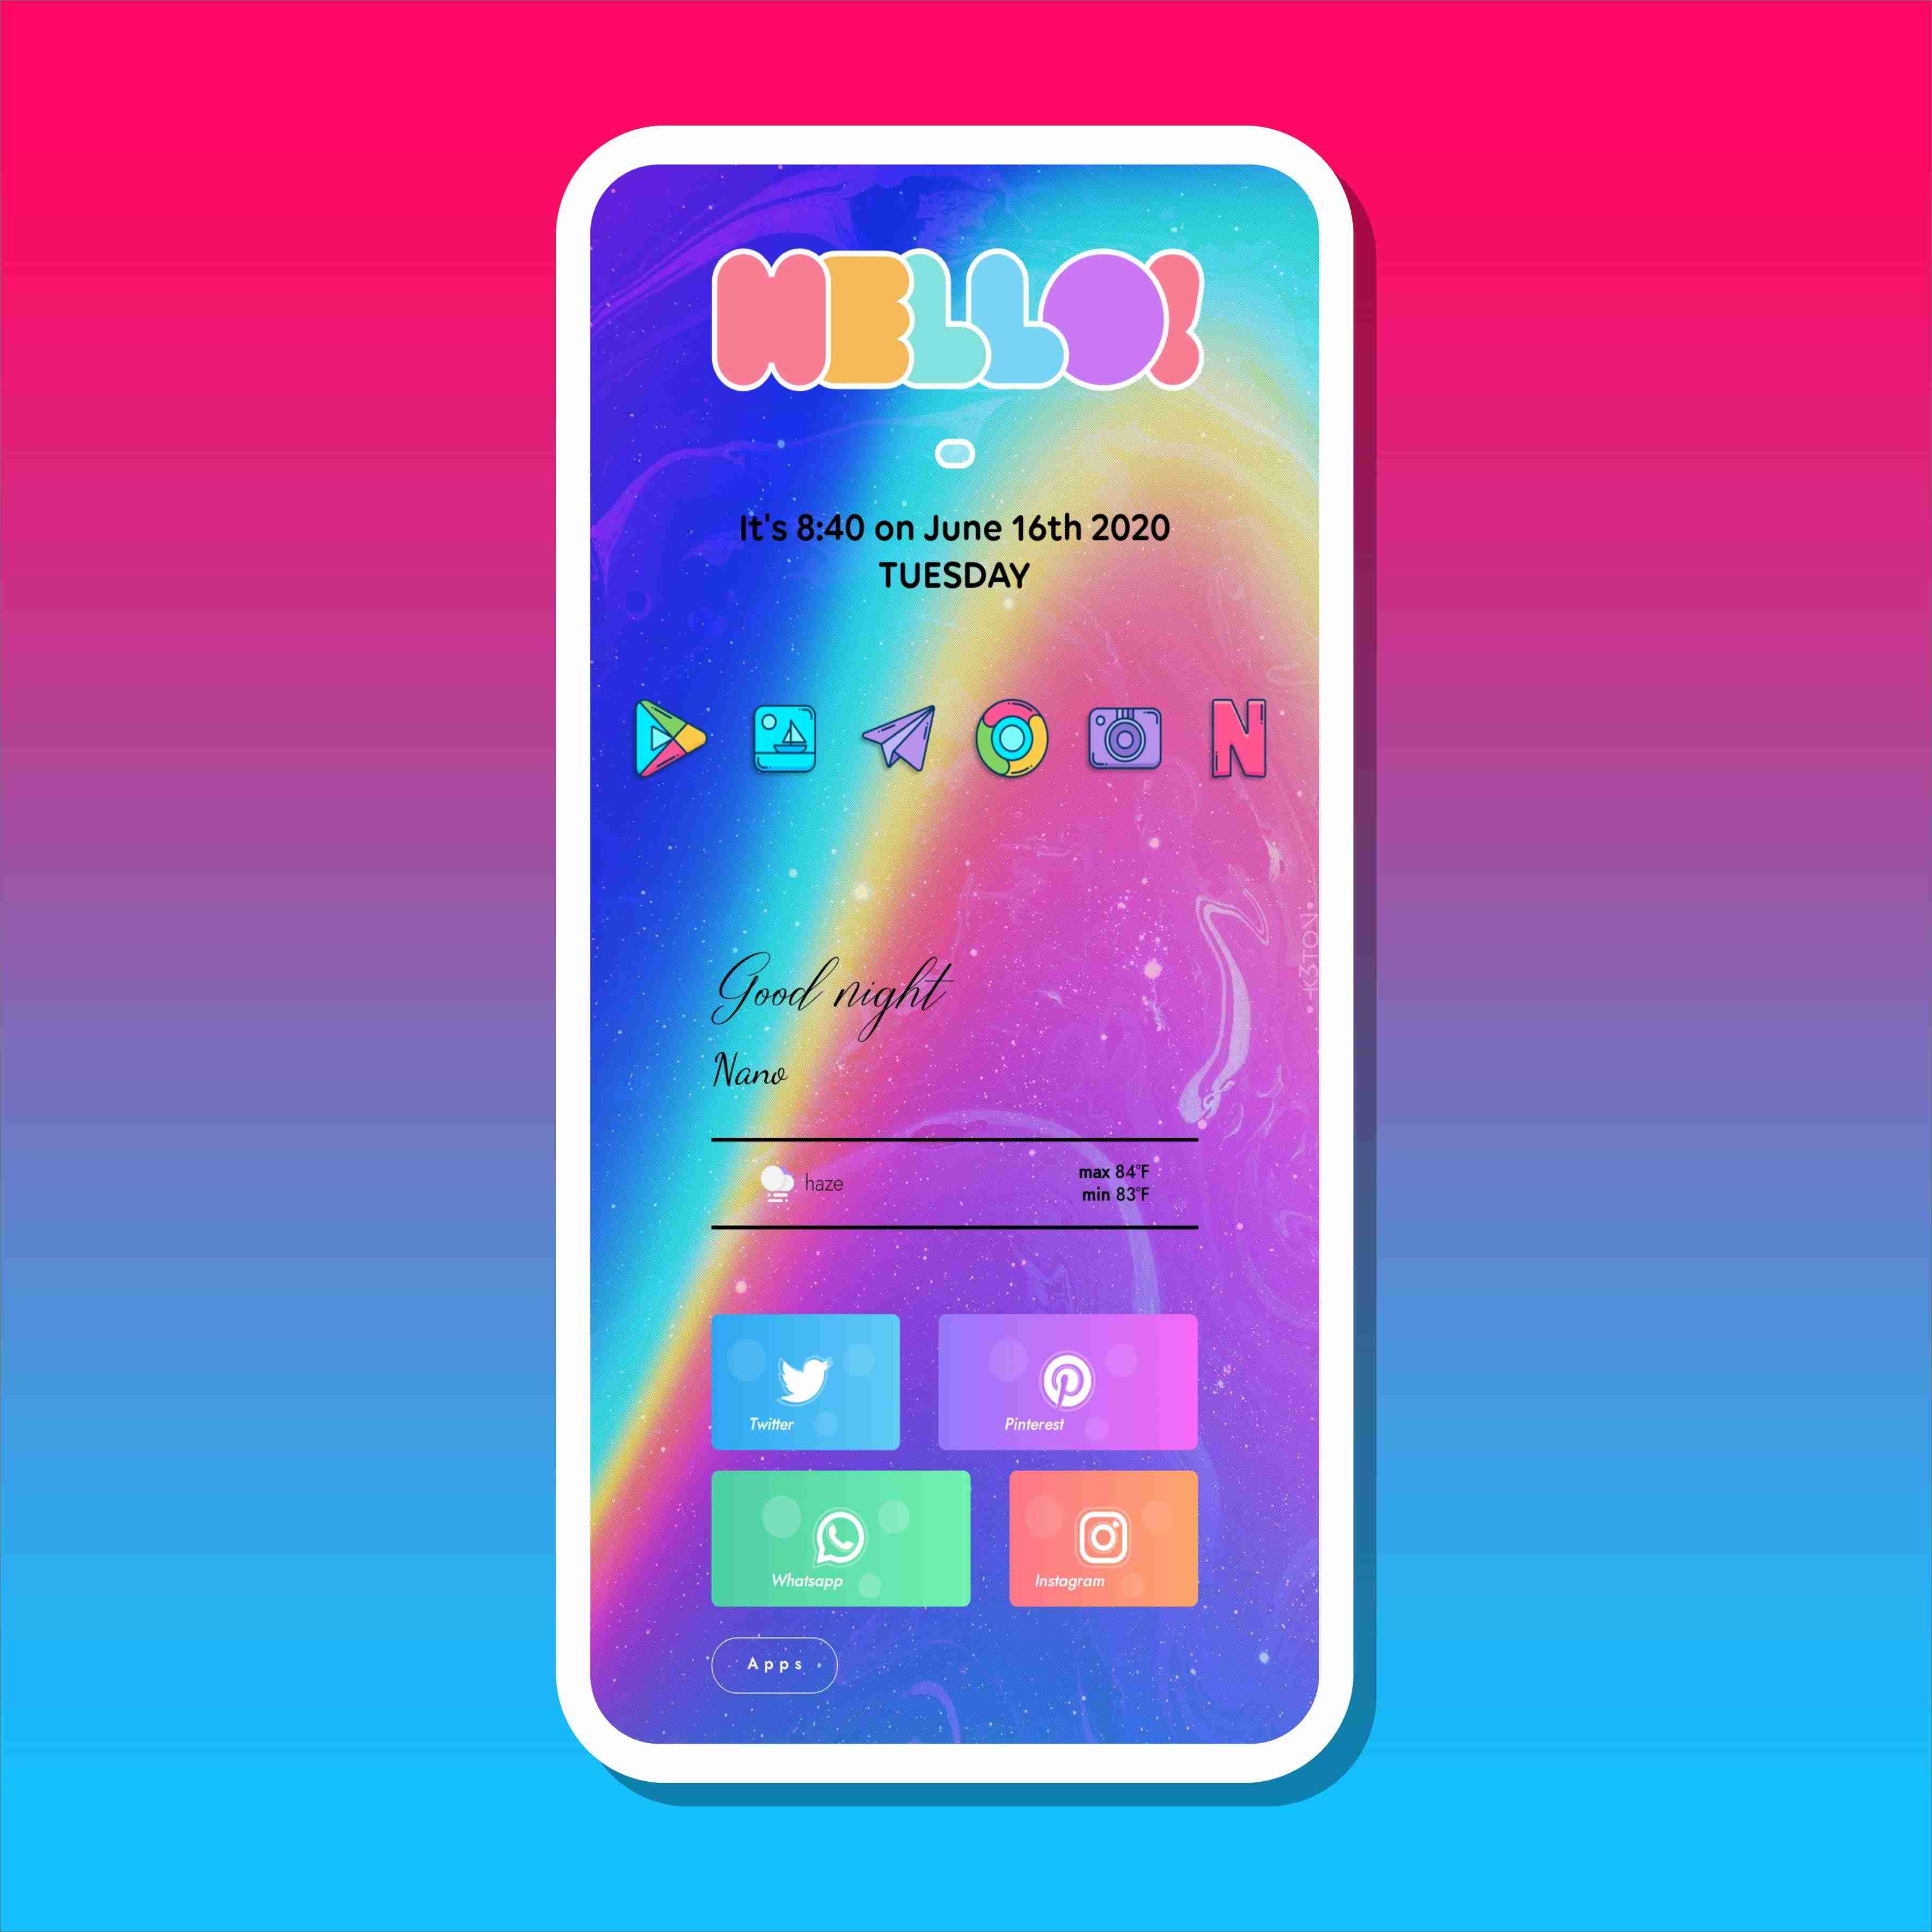 HELLO!
It's 8:40 on June 16th 2020
TUESDAY
N
•K3TON•
Good night
Nano
haze
max 84°F
min 83°F
Twitter
Pinterest
Whatsapp
Instagram
Apps